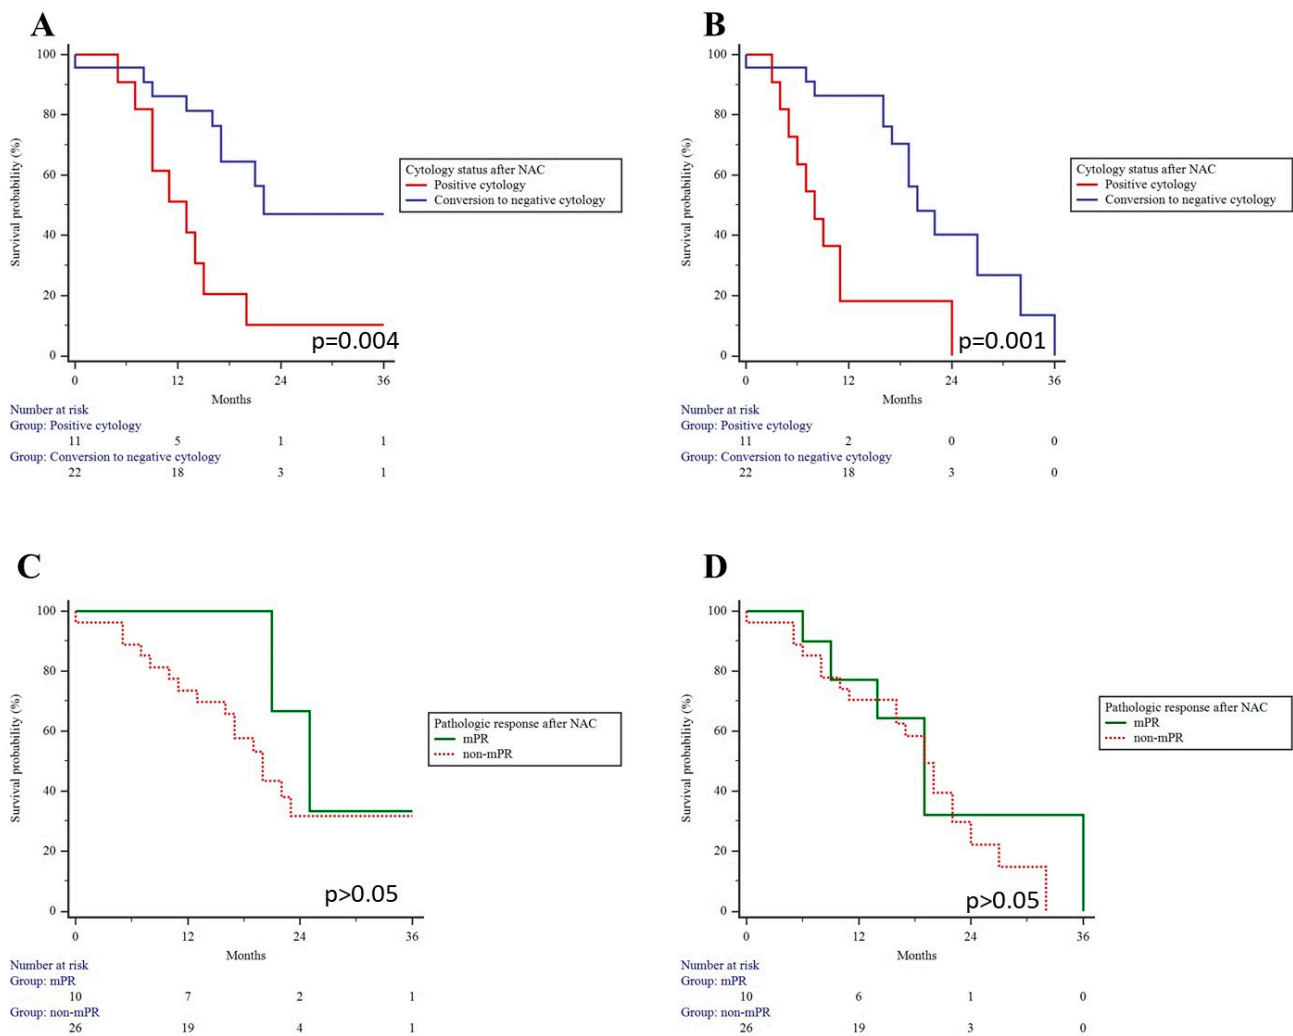 A
100
80
60
40
20
0
Survival probability (%)
0 12 24 36
Months
p=0.004
Cytology status after NAC
Positive cytology
Conversion to negative cytology
Number at risk
Group: Positive cytology
11 5 1 1
Group: Conversion to negative cytology
22 18 3 1
B
100
80
60
40
20
0
Survival probability (%)
0 12 24 36
Months
p=0.001
Cytology status after NAC
Positive cytology
Conversion to negative cytology
Number at risk
Group: Positive cytology
11 2 0 0
Group: Conversion to negative cytology
22 18 3 0
C
100
80
60
40
20
0
Survival probability (%)
0 12 24 36
Months
p>0.05
Pathologic response after NAC
mPR
non-mPR
Number at risk
Group: mPR
10 7 2 1
Group: non-mPR
26 19 4 1
D
100
80
60
40
20
0
Survival probability (%)
0 12 24 36
Months
p>0.05
Pathologic response after NAC
mPR
non-mPR
Number at risk
Group: mPR
10 6 1 0
Group: non-mPR
26 19 3 0